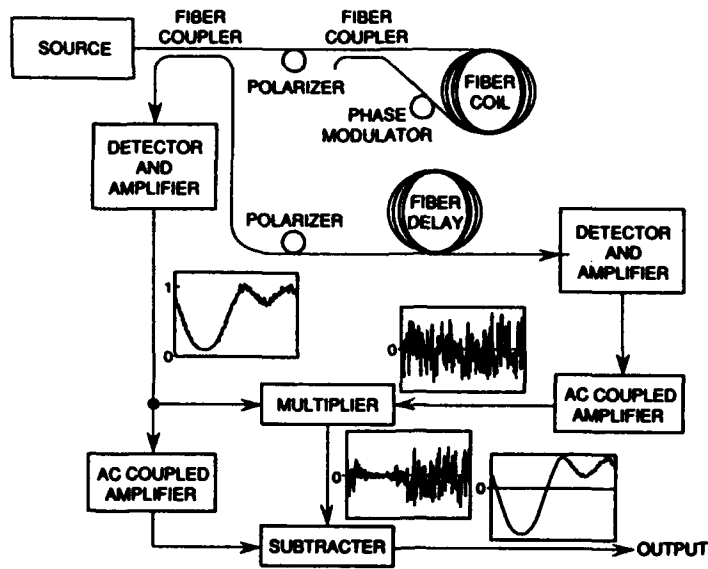 FIBER
COUPLER
FIBER
COUPLER
SOURCE
POLARIZER
FIBER
COIL
PHASE
MODULATOR
DETECTOR
AND
AMPLIFIER
POLARIZER
FIBER
DELAY
DETECTOR
AND
AMPLIFIER
1
0
0
MULTIPLIER
AC COUPLED
AMPLIFIER
AC COUPLED
AMPLIFIER
0
0
SUBTRACTER
OUTPUT